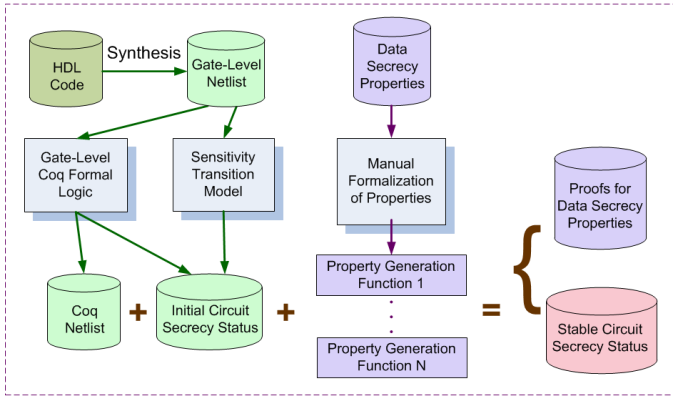 HDL
Code
Synthesis
Gate-Level
Netlist
Data
Secrecy
Properties
Gate-Level
Coq Formal
Logic
Sensitivity
Transition
Model
Manual
Formalization
of Properties
Proofs for
Data Secrecy
Properties
Coq
Netlist
+
Initial Circuit
Secrecy Status
+
Property Generation
Function 1
Property Generation
Function N
=
{
Stable Circuit
Secrecy Status